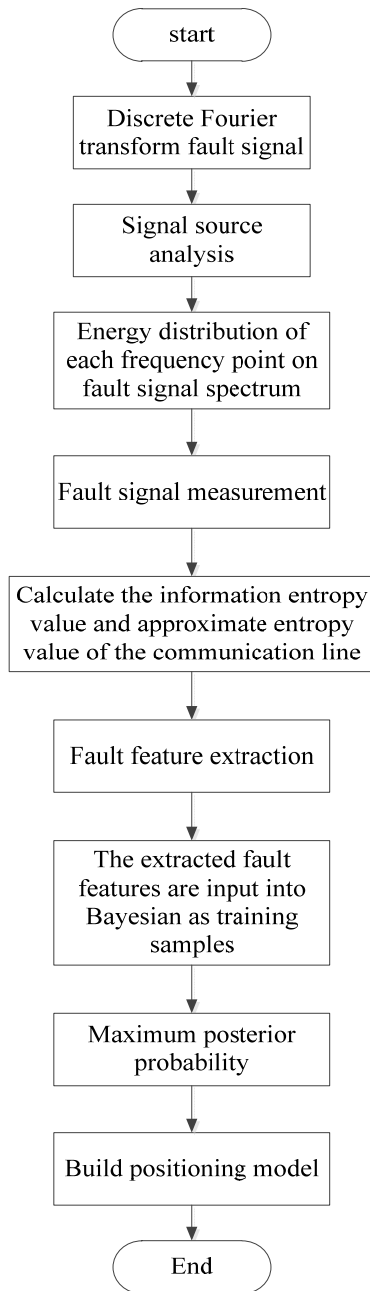 start
Discrete Fourier
transform fault signal
Signal source
analysis
Energy distribution of
each frequency point on
fault signal spectrum
Fault signal measurement
Calculate the information entropy
value and approximate entropy
value of the communication line
Fault feature extraction
The extracted fault
features are input into
Bayesian as training
samples
Maximum posterior
probability
Build positioning model
End